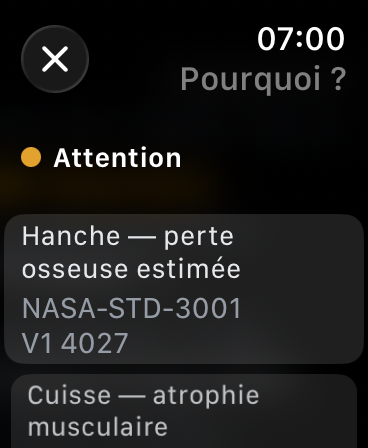 07:00
Pourquoi ?
Attention
Hanche — perte
osseuse estimée
NASA-STD-3001
V1 4027
Cuisse — atrophie
musculaire